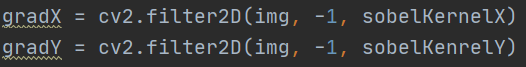 gradX = cv2.filter2D(img, -1, sobelKernelX)
gradY = cv2.filter2D(img, -1, sobelKenrelY)